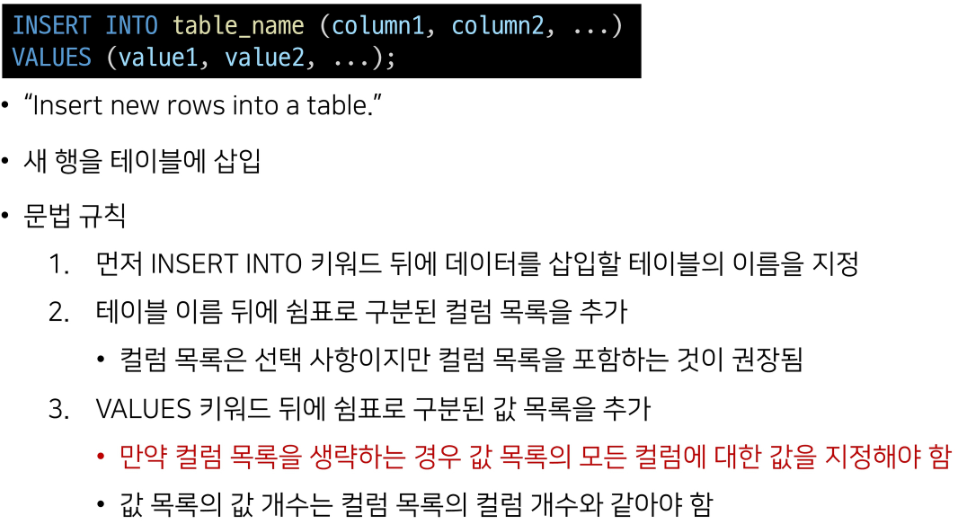 INSERT INTO table_name (column1, column2, ...)
VALUES (value1, value2, ...);
• “Insert new rows into a table.”
• 새 행을 테이블에 삽입
• 문법 규칙
1. 먼저 INSERT INTO 키워드 뒤에 데이터를 삽입할 테이블의 이름을 지정
2. 테이블 이름 뒤에 쉼표로 구분된 컬럼 목록을 추가
• 컬럼 목록은 선택 사항이지만 컬럼 목록을 포함하는 것이 권장됨
3. VALUES 키워드 뒤에 쉼표로 구분된 값 목록을 추가
• 만약 컬럼 목록을 생략하는 경우 값 목록의 모든 컬럼에 대한 값을 지정해야 함
• 값 목록의 값 개수는 컬럼 목록의 컬럼 개수와 같아야 함